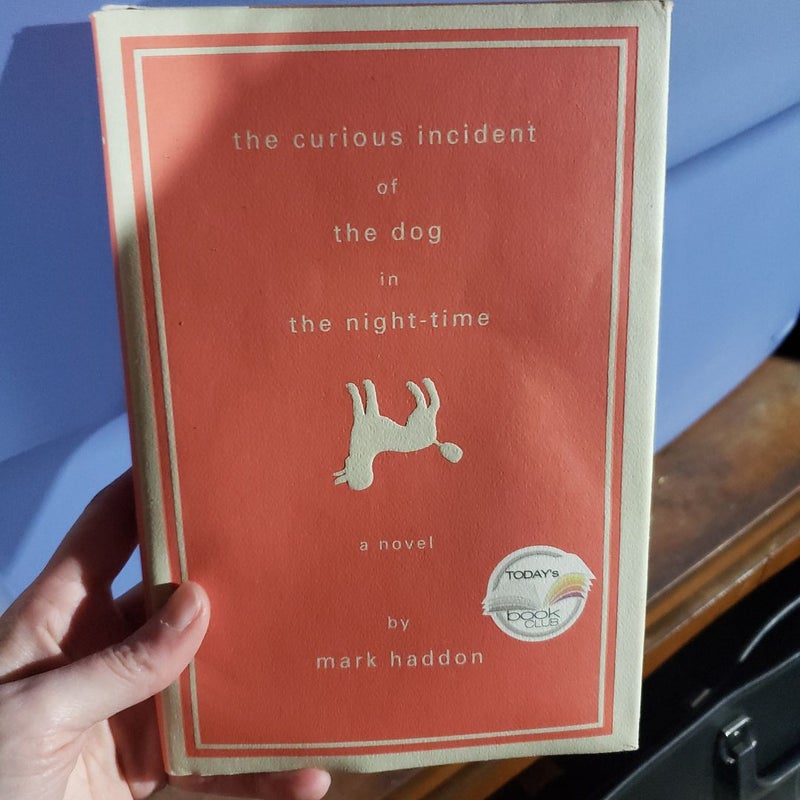 the curious incident
of
the dog
in
the night-time
a novel
TODAY's
book
CLUB
by
mark haddon